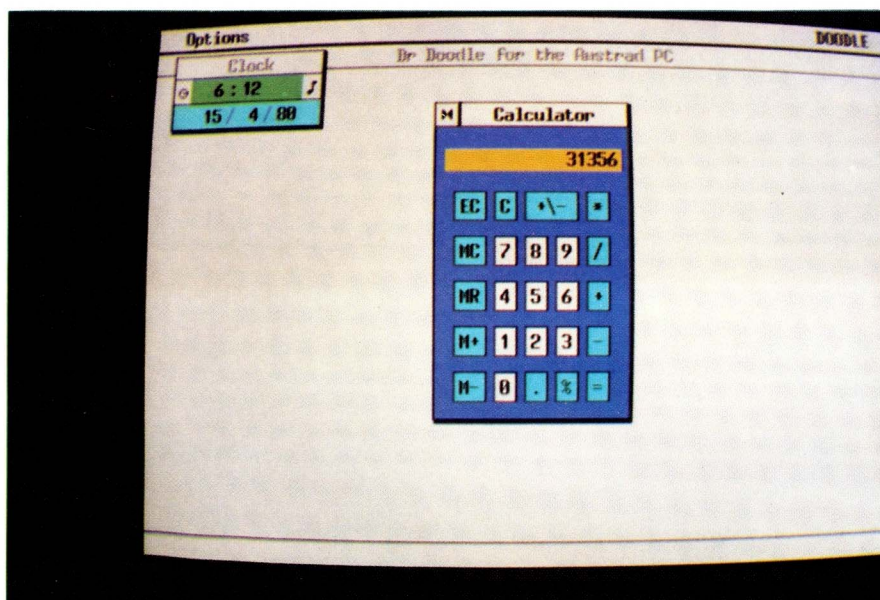 Options DOODLE
Dr Doodle for the Amstrad PC
Clock
6:12
15/ 4/80
Calculator
31356
EC C +\- *
MC 7 8 9 /
MR 4 5 6 +
M+ 1 2 3 -
M- 0 . % =